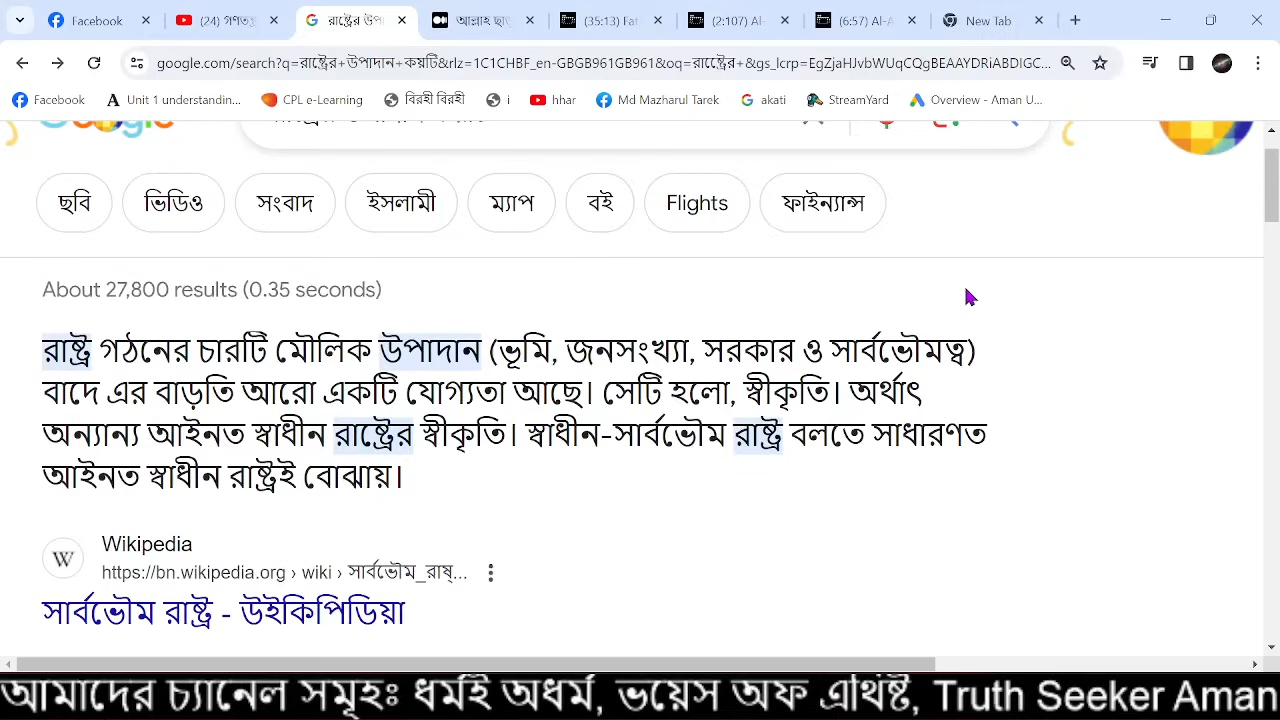 Facebook
(24) গণত
রাষ্ট্রের উপা
আল্লাহ ছা
(35:13) Fat
(2:107) A
(6:57) Al-A
New Tab
google.com/search?q=রাষ্ট্রের+উপাদান+কয়টি&rlz=1C1CHBF_en-GBGB961GB961&oq=রাষ্ট্রের+&gs_lcrp=EgZjaHJvbWUqCQgBEAAYDRiABDIGC...
Facebook
Unit 1 understandin...
CPL e-Learning
বিরহী বিরহী
i
hhar
Md Mazharul Tarek
akati
StreamYard
Overview - Aman U...
ছবি
ভিডিও
সংবাদ
ইসলামী
ম্যাপ
বই
Flights
ফাইন্যান্স
About 27,800 results (0.35 seconds)
রাষ্ট্র গঠনের চারটি মৌলিক উপাদান (ভূমি, জনসংখ্যা, সরকার ও সার্বভৌমত্ব)
বাদে এর বাড়তি আরো একটি যোগ্যতা আছে। সেটি হলো, স্বীকৃতি। অর্থাৎ
অন্যান্য আইনত স্বাধীন রাষ্ট্রের স্বীকৃতি। স্বাধীন-সার্বভৌম রাষ্ট্র বলতে সাধারণত
আইনত স্বাধীন রাষ্ট্রই বোঝায়।
W
Wikipedia
https://bn.wikipedia.org › wiki › সার্বভৌম_রাষ্...
সার্বভৌম রাষ্ট্র - উইকিপিডিয়া
আমাদের চ্যানেল সমূহঃ ধর্মই অধর্ম, ভয়েস অফ এথিষ্ট, Truth Seeker Aman